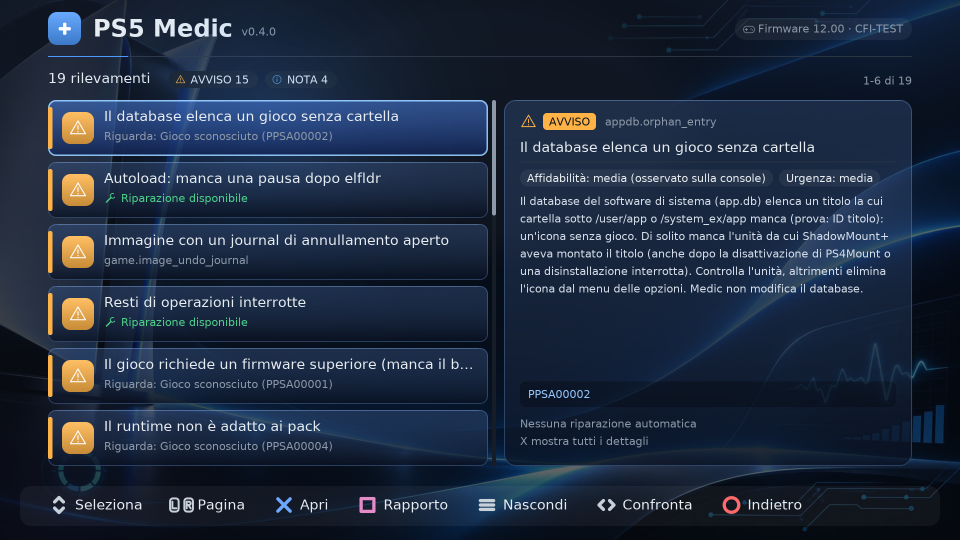 PS5 Medic v0.4.0
Firmware 12.00 · CFI-TEST
19 rilevamenti
AVVISO 15
NOTA 4
1-6 di 19
Il database elenca un gioco senza cartella
Riguarda: Gioco sconosciuto (PPSA00002)
Autoload: manca una pausa dopo elfldr
Riparazione disponibile
Immagine con un journal di annullamento aperto
game.image_undo_journal
Resti di operazioni interrotte
Riparazione disponibile
Il gioco richiede un firmware superiore (manca il b…
Riguarda: Gioco sconosciuto (PPSA00001)
Il runtime non è adatto ai pack
Riguarda: Gioco sconosciuto (PPSA00004)
AVVISO appdb.orphan_entry
Il database elenca un gioco senza cartella
Affidabilità: media (osservato sulla console)
Urgenza: media
Il database del software di sistema (app.db) elenca un titolo la cui
cartella sotto /user/app o /system_ex/app manca (prova: ID titolo):
un'icona senza gioco. Di solito manca l'unità da cui ShadowMount+
aveva montato il titolo (anche dopo la disattivazione di PS4Mount o
una disinstallazione interrotta). Controlla l'unità, altrimenti elimina
l'icona dal menu delle opzioni. Medic non modifica il database.
PPSA00002
Nessuna riparazione automatica
X mostra tutti i dettagli
Seleziona
L R Pagina
Apri
Rapporto
Nascondi
Confronta
Indietro